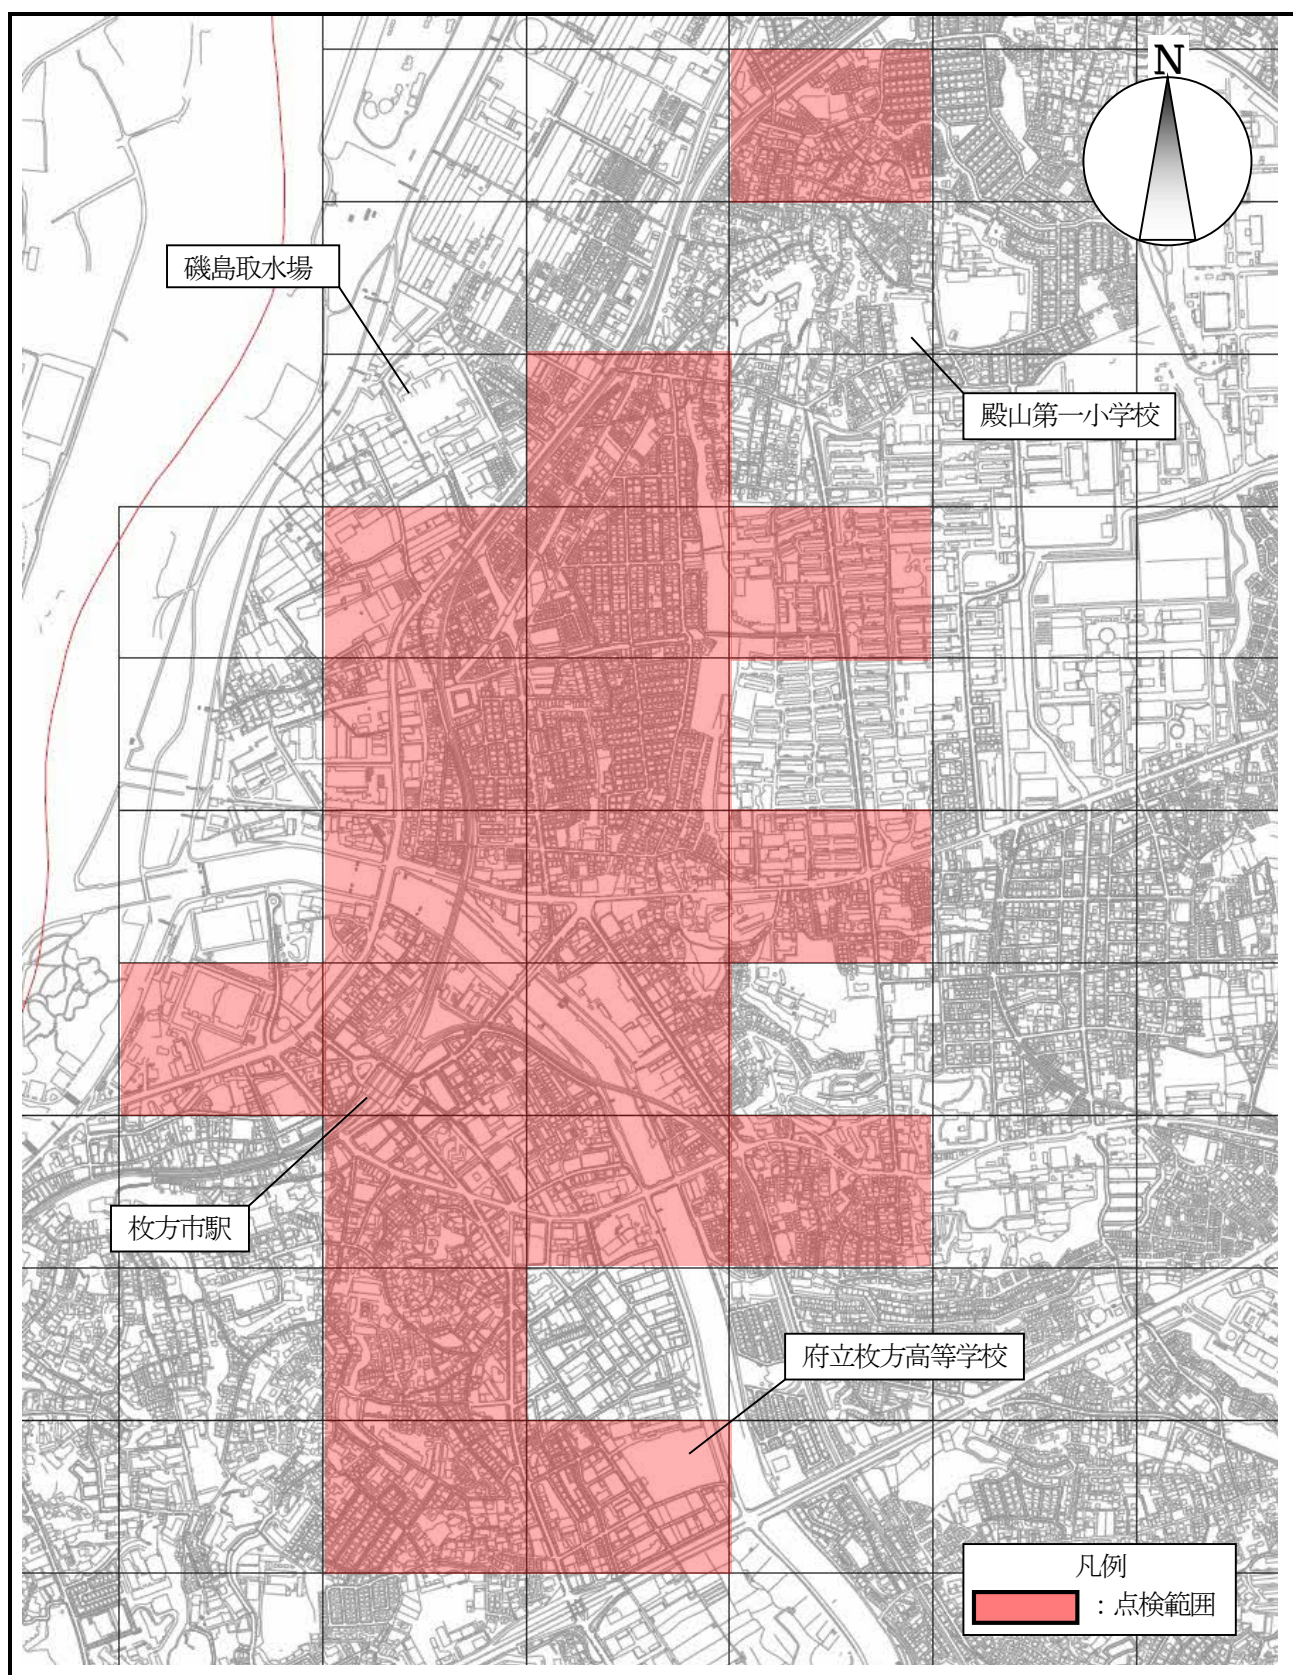 N
磯島取水場
殿山第一小学校
枚方市駅
府立枚方高等学校
凡例
：点検範囲